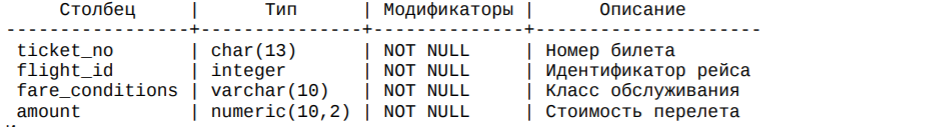 Столбец | Тип | Модификаторы | Описание
-----------------+---------------+--------------+---------------------
ticket_no | char(13) | NOT NULL | Номер билета
flight_id | integer | NOT NULL | Идентификатор рейса
fare_conditions | varchar(10) | NOT NULL | Класс обслуживания
amount | numeric(10,2) | NOT NULL | Стоимость перелета